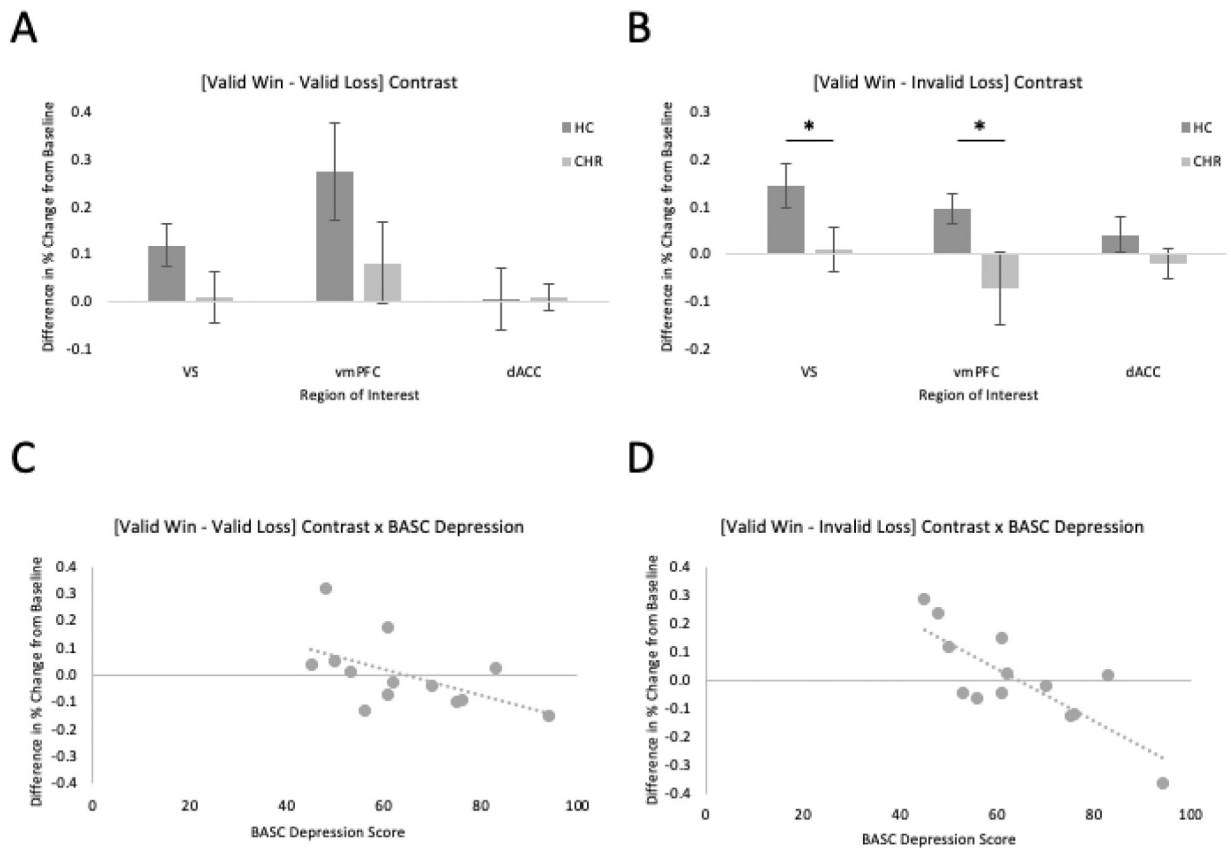 A
[Valid Win - Valid Loss] Contrast
Difference in % Change from Baseline
0.4
0.3
0.2
0.1
0.0
-0.1
HC
CHR
VS
vmPFC
dACC
Region of Interest
B
[Valid Win - Invalid Loss] Contrast
Difference in % Change from Baseline
0.3
0.2
0.1
0.0
-0.1
-0.2
*
*
HC
CHR
VS
vmPFC
dACC
Region of Interest
C
[Valid Win - Valid Loss] Contrast x BASC Depression
Difference in % Change from Baseline
0.4
0.3
0.2
0.1
0.0
-0.1
-0.2
-0.3
-0.4
0
20
40
60
80
100
BASC Depression Score
D
[Valid Win - Invalid Loss] Contrast x BASC Depression
Difference in % Change from Baseline
0.4
0.3
0.2
0.1
0.0
-0.1
-0.2
-0.3
-0.4
0
20
40
60
80
100
BASC Depression Score